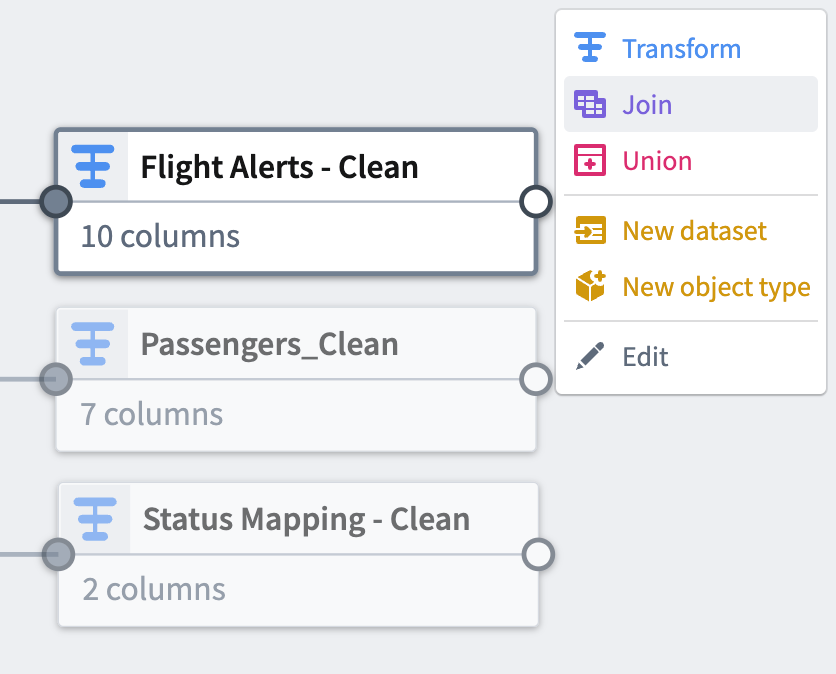 Flight Alerts - Clean
10 columns
Passengers_Clean
7 columns
Status Mapping - Clean
2 columns
Transform
Join
Union
New dataset
New object type
Edit